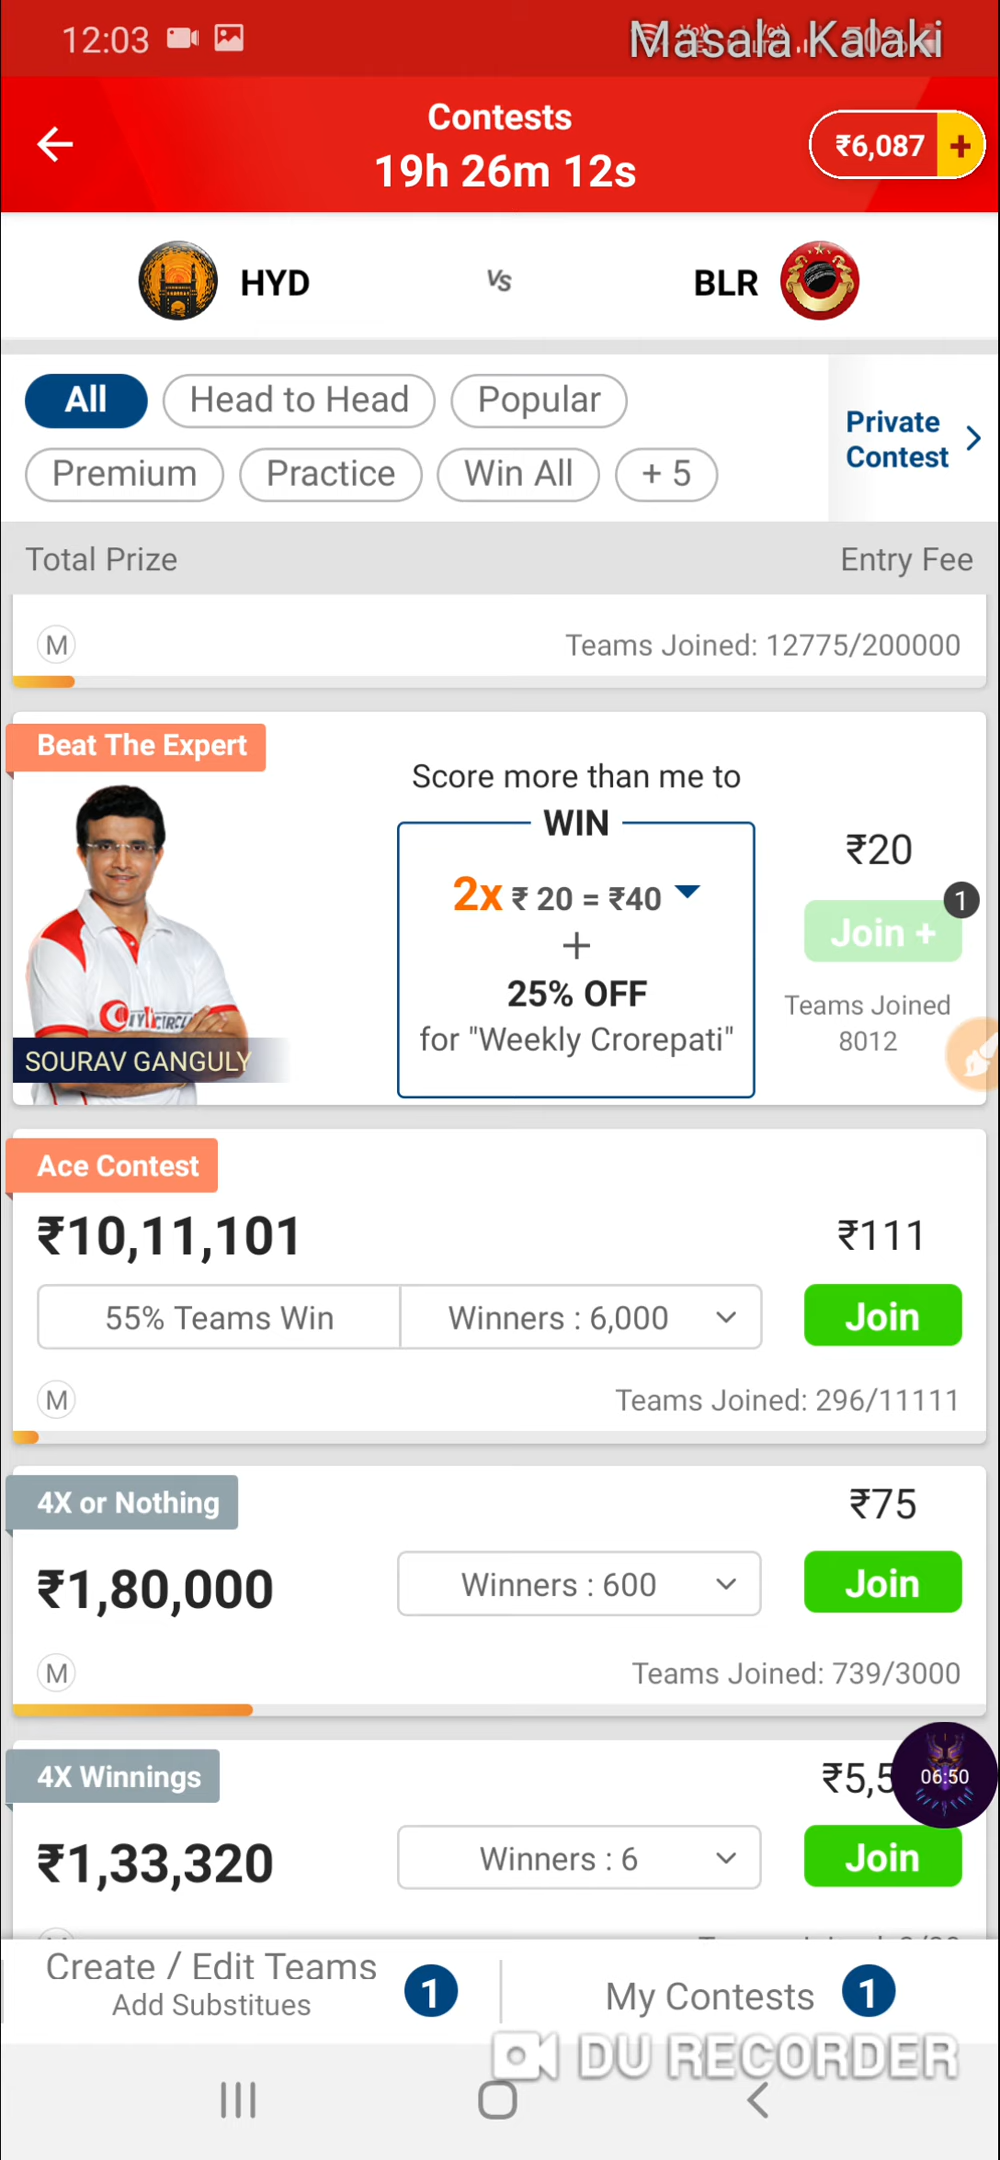 12:03
Masala Kalaki
Contests
19h 26m 12s
₹6,087 +
HYD
Vs
BLR
All
Head to Head
Popular
Premium
Practice
Win All
+ 5
Private
Contest
Total Prize
Entry Fee
M
Teams Joined: 12775/200000
Beat The Expert
Score more than me to
WIN
2x ₹ 20 = ₹40
+
25% OFF
for "Weekly Crorepati"
₹20
1
Join +
Teams Joined
8012
SOURAV GANGULY
Ace Contest
₹10,11,101
₹111
55% Teams Win
Winners : 6,000
Join
M
Teams Joined: 296/11111
4X or Nothing
₹75
₹1,80,000
Winners : 600
Join
M
Teams Joined: 739/3000
4X Winnings
06:50
₹1,33,320
Winners : 6
Join
Create / Edit Teams
Add Substitues
1
My Contests
1
DU RECORDER